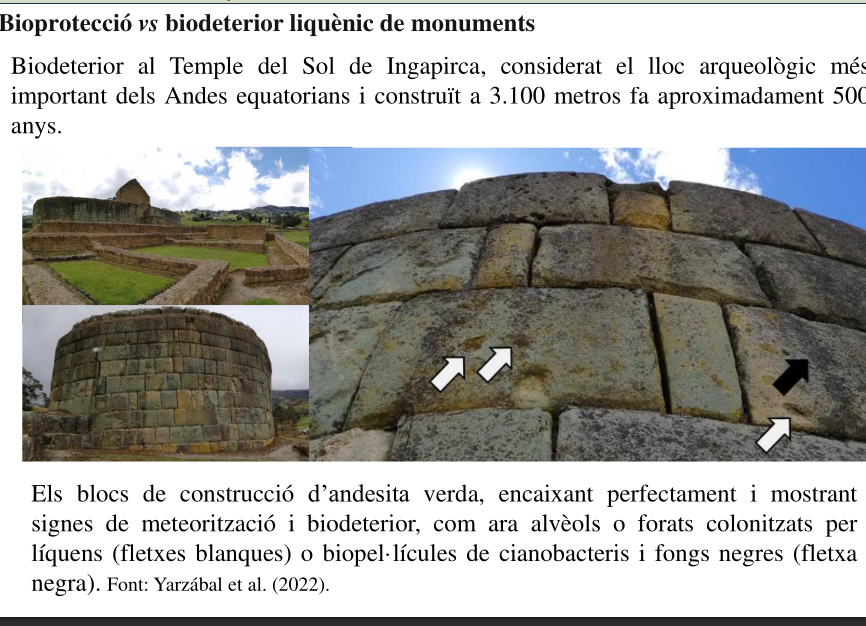 Bioprotecció vs biodeterior liquènic de monuments
Biodeterior al Temple del Sol de Ingapirca, considerat el lloc arqueològic més
important dels Andes equatorians i construït a 3.100 metros fa aproximadament 500
anys.
Els blocs de construcció d’andesita verda, encaixant perfectament i mostrant
signes de meteorització i biodeterior, com ara alvèols o forats colonitzats per
líquens (fletxes blanques) o biopel·lícules de cianobacteris i fongs negres (fletxa
negra). Font: Yarzábal et al. (2022).